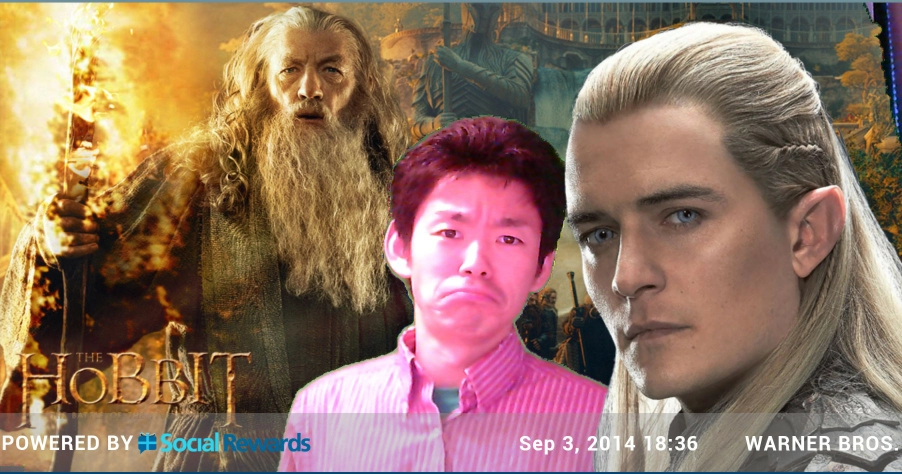 THE
HOBBIT
POWERED BY Social Rewards Sep 3, 2014 18:36 WARNER BROS.